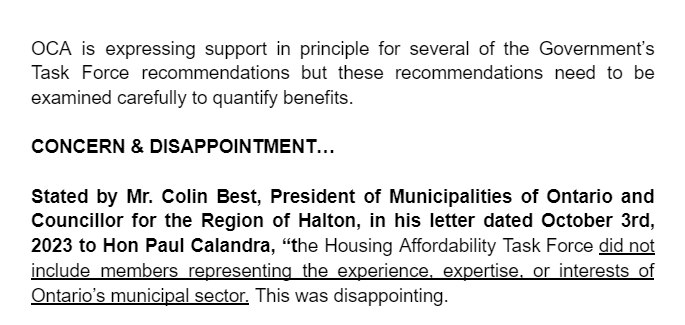 OCA is expressing support in principle for several of the Government's
Task Force recommendations but these recommendations need to be
examined carefully to quantify benefits.
CONCERN & DISAPPOINTMENT…
Stated by Mr. Colin Best, President of Municipalities of Ontario and
Councillor for the Region of Halton, in his letter dated October 3rd,
2023 to Hon Paul Calandra, “the Housing Affordability Task Force did not
include members representing the experience, expertise, or interests of
Ontario's municipal sector. This was disappointing.